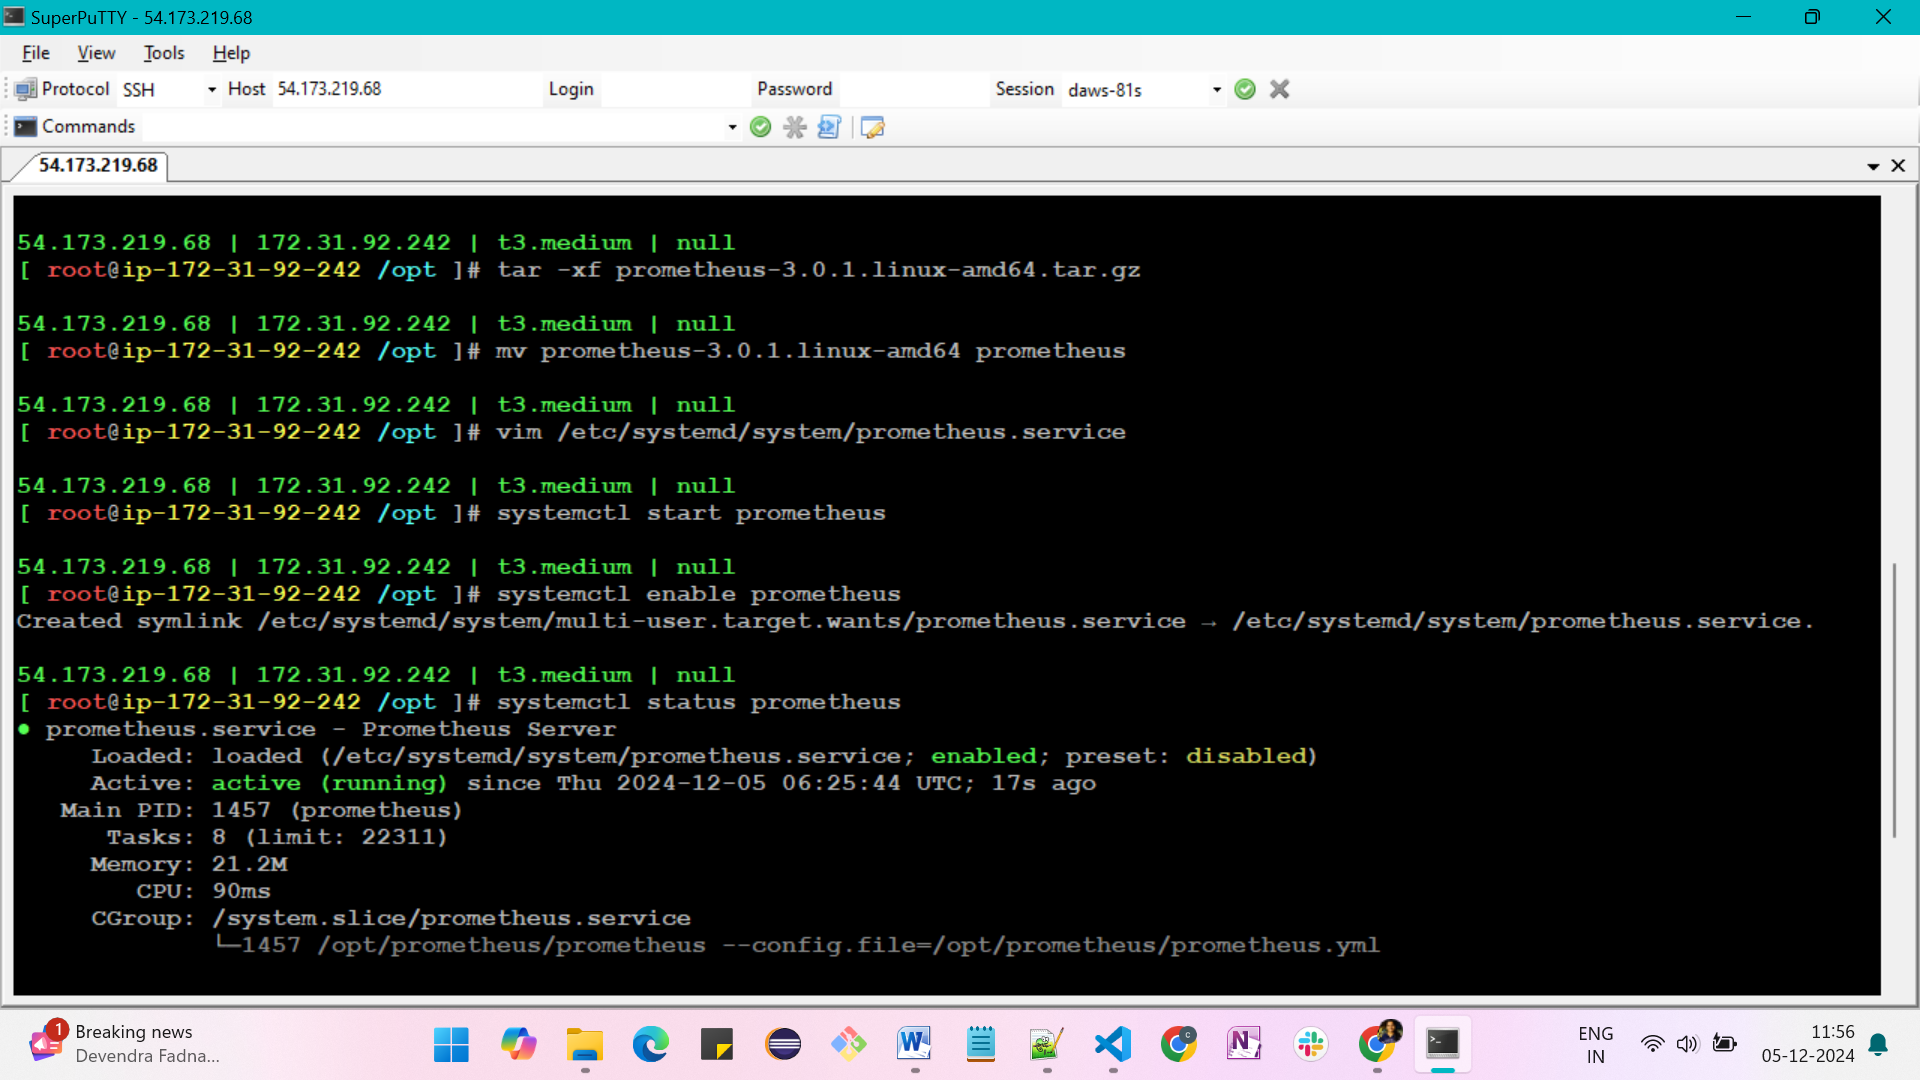 SuperPuTTY - 54.173.219.68
File View Tools Help
Protocol SSH Host 54.173.219.68 Login Password Session daws-81s
Commands
54.173.219.68
54.173.219.68 | 172.31.92.242 | t3.medium | null
[ root@ip-172-31-92-242 /opt ]# tar -xf prometheus-3.0.1.linux-amd64.tar.gz
54.173.219.68 | 172.31.92.242 | t3.medium | null
[ root@ip-172-31-92-242 /opt ]# mv prometheus-3.0.1.linux-amd64 prometheus
54.173.219.68 | 172.31.92.242 | t3.medium | null
[ root@ip-172-31-92-242 /opt ]# vim /etc/systemd/system/prometheus.service
54.173.219.68 | 172.31.92.242 | t3.medium | null
[ root@ip-172-31-92-242 /opt ]# systemctl start prometheus
54.173.219.68 | 172.31.92.242 | t3.medium | null
[ root@ip-172-31-92-242 /opt ]# systemctl enable prometheus
Created symlink /etc/systemd/system/multi-user.target.wants/prometheus.service → /etc/systemd/system/prometheus.service.
54.173.219.68 | 172.31.92.242 | t3.medium | null
[ root@ip-172-31-92-242 /opt ]# systemctl status prometheus
● prometheus.service - Prometheus Server
Loaded: loaded (/etc/systemd/system/prometheus.service; enabled; preset: disabled)
Active: active (running) since Thu 2024-12-05 06:25:44 UTC; 17s ago
Main PID: 1457 (prometheus)
Tasks: 8 (limit: 22311)
Memory: 21.2M
CPU: 90ms
CGroup: /system.slice/prometheus.service
└─1457 /opt/prometheus/prometheus --config.file=/opt/prometheus/prometheus.yml
1 Breaking news
Devendra Fadna...
ENG
IN
11:56
05-12-2024